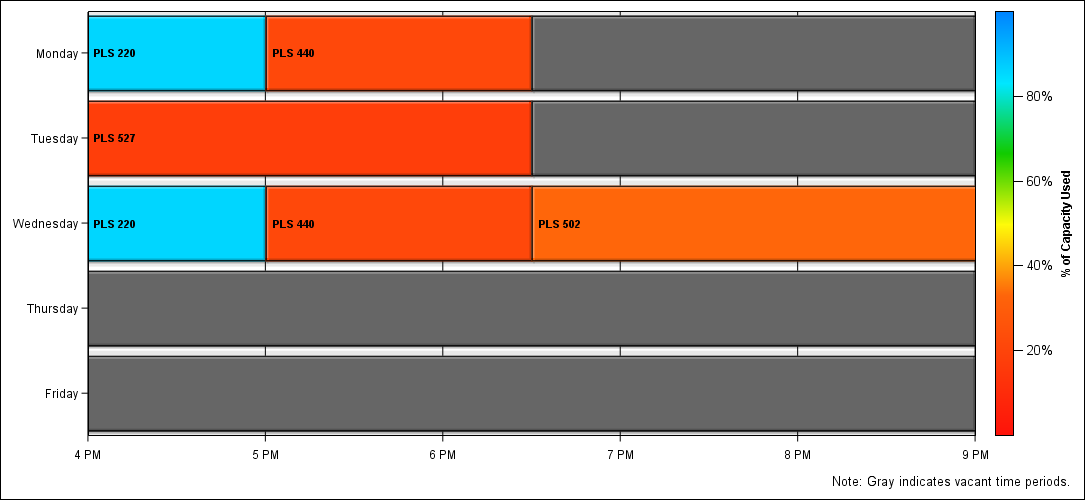 Monday
PLS 220
PLS 440
Tuesday
PLS 527
Wednesday
PLS 220
PLS 440
PLS 502
Thursday
Friday
4 PM
5 PM
6 PM
7 PM
8 PM
9 PM
80%
60%
40%
20%
% of Capacity Used
Note: Gray indicates vacant time periods.